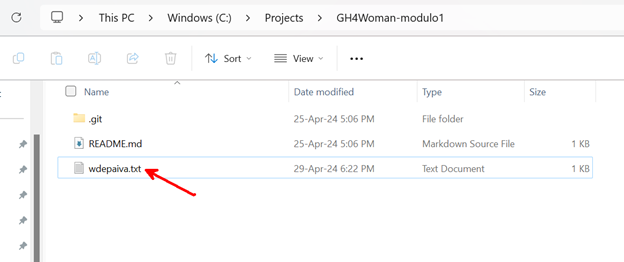 This PC > Windows (C:) > Projects > GH4Woman-modulo1
Sort View
Name Date modified Type Size
.git 25-Apr-24 5:06 PM File folder
README.md 25-Apr-24 5:06 PM Markdown Source File 1 KB
wdepaiva.txt 29-Apr-24 6:22 PM Text Document 1 KB